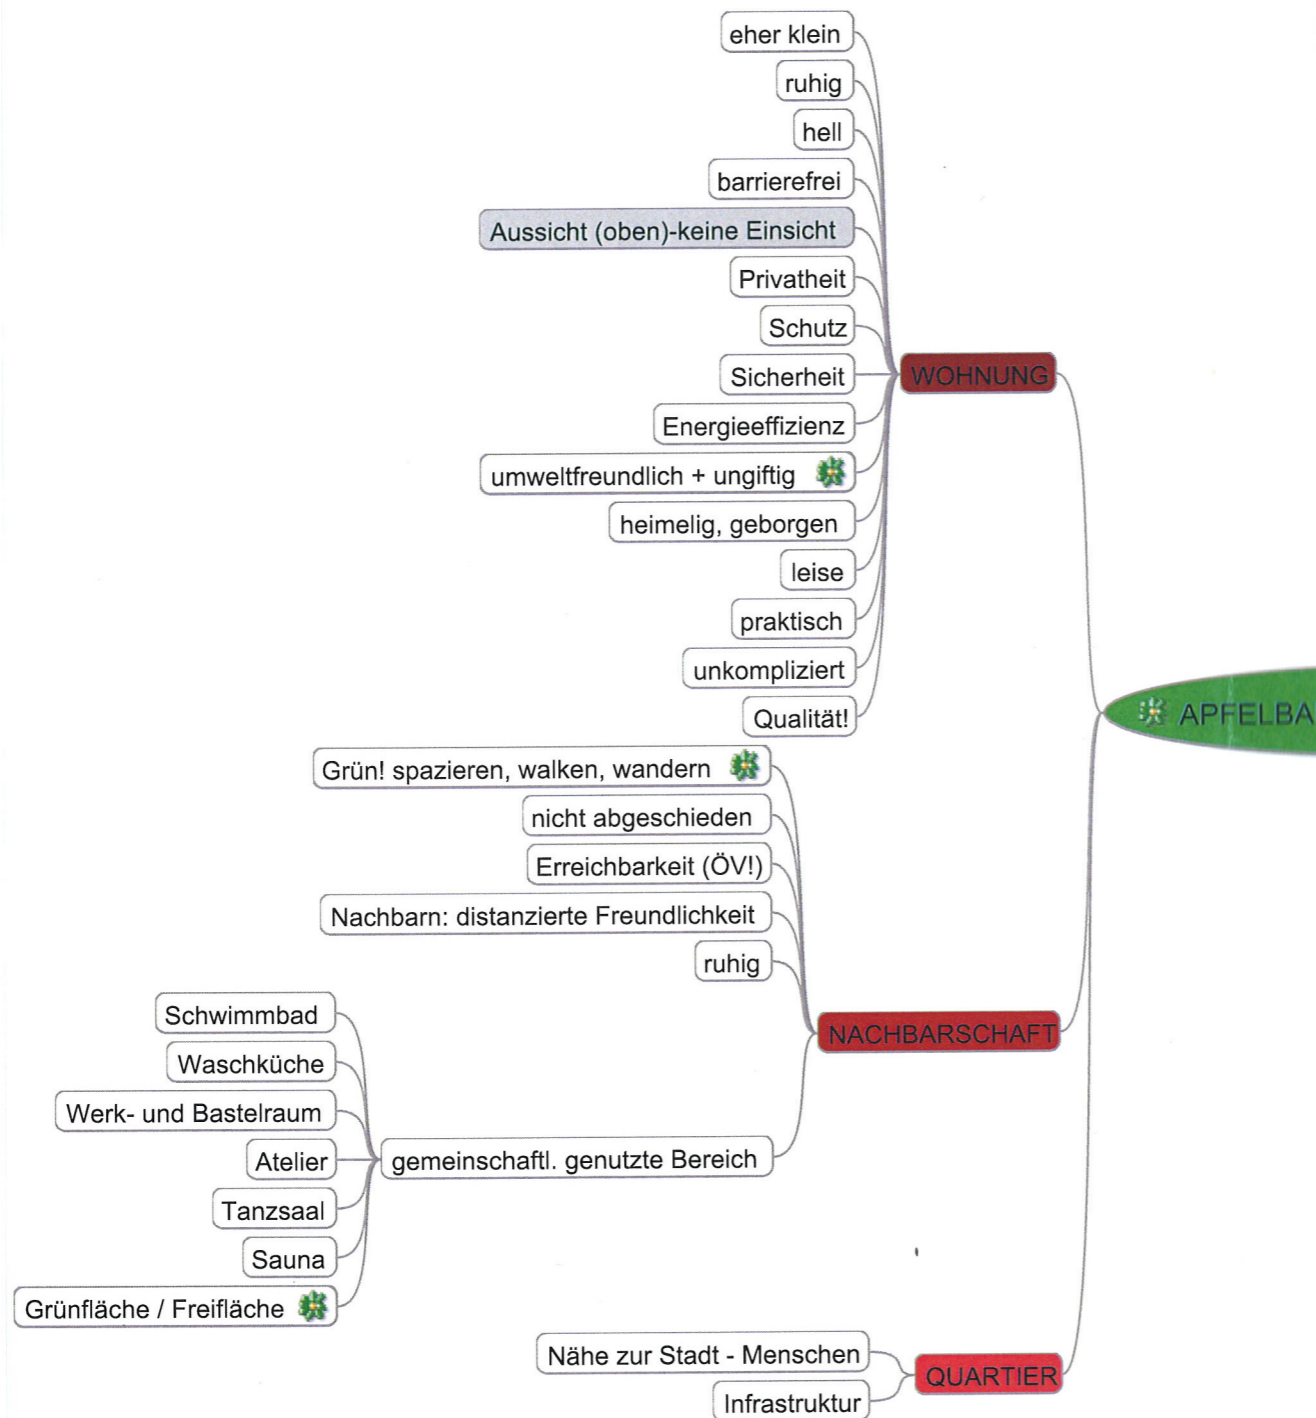 eher klein
ruhig
hell
barrierefrei
Aussicht (oben)-keine Einsicht
Privatheit
Schutz
Sicherheit
WOHNUNG
Energieeffizienz
umweltfreundlich + ungiftig
heimelig, geborgen
leise
praktisch
unkompliziert
Qualität!
APFELBA
Grün! spazieren, walken, wandern
nicht abgeschieden
Erreichbarkeit (ÖV!)
Nachbarn: distanzierte Freundlichkeit
ruhig
NACHBARSCHAFT
Schwimmbad
Waschküche
Werk- und Bastelraum
Atelier
gemeinschaftl. genutzte Bereich
Tanzsaal
Sauna
Grünfläche / Freifläche
Nähe zur Stadt - Menschen
QUARTIER
Infrastruktur